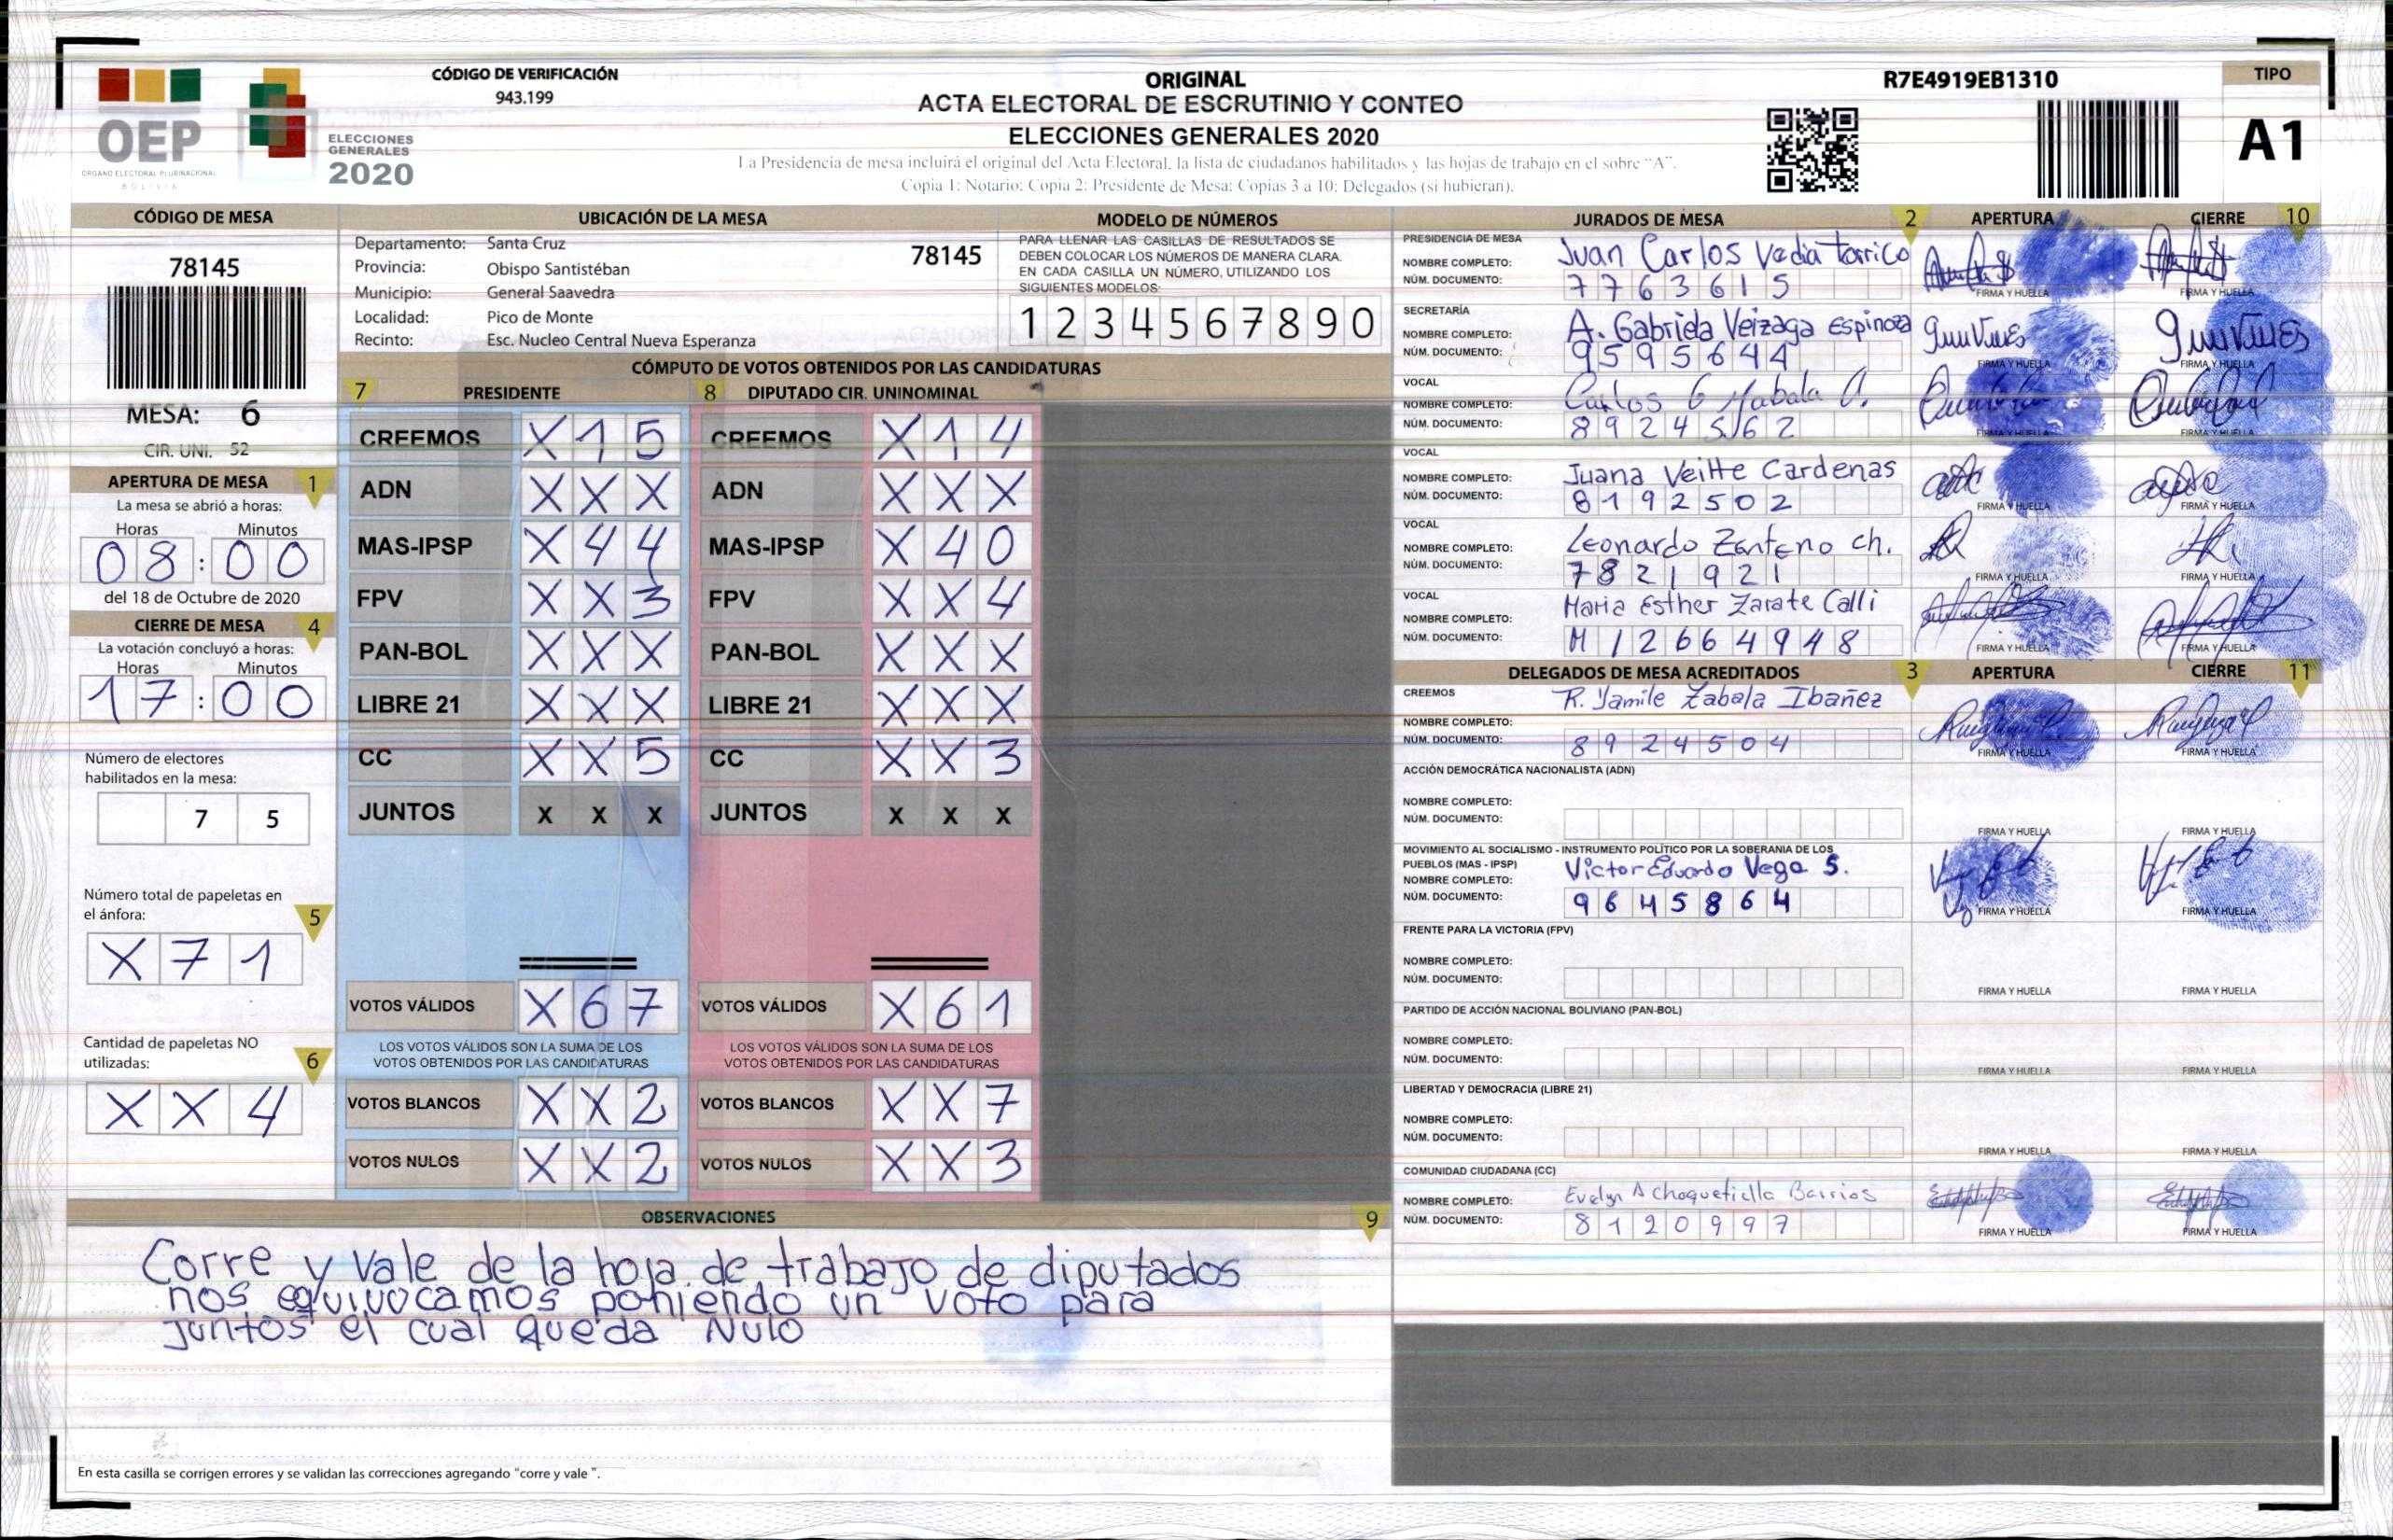 OEP
ÓRGANO ELECTORAL PLURINACIONAL
BOLIVIA
ELECCIONES
GENERALES
2020
CÓDIGO DE VERIFICACIÓN
943.199
ORIGINAL
ACTA ELECTORAL DE ESCRUTINIO Y CONTEO
ELECCIONES GENERALES 2020
La Presidencia de mesa incluirá el original del Acta Electoral, la lista de ciudadanos habilitados y las hojas de trabajo en el sobre "A".
Copia 1: Notario; Copia 2: Presidente de Mesa; Copias 3 a 10: Delegados (si hubieran).
R7E4919EB1310
TIPO
A1
CÓDIGO DE MESA
78145
MESA: 6
CIR. UNI. 52
APERTURA DE MESA 1
La mesa se abrió a horas:
Horas Minutos
08:00
del 18 de Octubre de 2020
CIERRE DE MESA 4
La votación concluyó a horas:
Horas Minutos
17:00
Número de electores
habilitados en la mesa:
7 5
Número total de papeletas en
el ánfora: 5
X 7 1
Cantidad de papeletas NO
utilizadas: 6
X X 4
UBICACIÓN DE LA MESA
Departamento: Santa Cruz 78145
Provincia: Obispo Santistéban
Municipio: General Saavedra
Localidad: Pico de Monte
Recinto: Esc. Nucleo Central Nueva Esperanza
MODELO DE NÚMEROS
PARA LLENAR LAS CASILLAS DE RESULTADOS SE
DEBEN COLOCAR LOS NÚMEROS DE MANERA CLARA.
EN CADA CASILLA UN NÚMERO, UTILIZANDO LOS
SIGUIENTES MODELOS:
1 2 3 4 5 6 7 8 9 0
CÓMPUTO DE VOTOS OBTENIDOS POR LAS CANDIDATURAS
7 PRESIDENTE 8 DIPUTADO CIR. UNINOMINAL
CREEMOS X 1 5 CREEMOS X 1 4
ADN X X X ADN X X X
MAS-IPSP X 4 4 MAS-IPSP X 4 0
FPV X X 3 FPV X X 4
PAN-BOL X X X PAN-BOL X X X
LIBRE 21 X X X LIBRE 21 X X X
CC X X 5 CC X X 3
JUNTOS X X X JUNTOS X X X
VOTOS VÁLIDOS X 6 7 VOTOS VÁLIDOS X 6 1
LOS VOTOS VÁLIDOS SON LA SUMA DE LOS LOS VOTOS VÁLIDOS SON LA SUMA DE LOS
VOTOS OBTENIDOS POR LAS CANDIDATURAS VOTOS OBTENIDOS POR LAS CANDIDATURAS
VOTOS BLANCOS X X 2 VOTOS BLANCOS X X 7
VOTOS NULOS X X 2 VOTOS NULOS X X 3
OBSERVACIONES 9
Corre y Vale de la hoja de trabajo de diputados
nos equivocamos poniendo un voto para
juntos el cual queda Nulo
En esta casilla se corrigen errores y se validan las correcciones agregando "corre y vale ".
JURADOS DE MESA 2 APERTURA CIERRE 10
PRESIDENCIA DE MESA
NOMBRE COMPLETO: Juan Carlos Vedia Torrico
NÚM. DOCUMENTO: 7763615
FIRMA Y HUELLA FIRMA Y HUELLA
SECRETARÍA
NOMBRE COMPLETO: A. Gabriela Veizaga Espinoza
NÚM. DOCUMENTO: 9595644
FIRMA Y HUELLA FIRMA Y HUELLA
VOCAL
NOMBRE COMPLETO: Carlos G
NÚM. DOCUMENTO: 8924562
FIRMA Y HUELLA FIRMA Y HUELLA
VOCAL
NOMBRE COMPLETO: Juana Veitte Cardenas
NÚM. DOCUMENTO: 8192502
FIRMA Y HUELLA FIRMA Y HUELLA
VOCAL
NOMBRE COMPLETO: Leonardo Zenteno ch.
NÚM. DOCUMENTO: 7821921
FIRMA Y HUELLA FIRMA Y HUELLA
VOCAL
NOMBRE COMPLETO: Maria Esther Zarate Calli
NÚM. DOCUMENTO: M12664948
FIRMA Y HUELLA FIRMA Y HUELLA
DELEGADOS DE MESA ACREDITADOS 3 APERTURA CIERRE 11
CREEMOS
NOMBRE COMPLETO: R. Yamile Zabala Ibañez
NÚM. DOCUMENTO: 8924504
FIRMA Y HUELLA FIRMA Y HUELLA
ACCIÓN DEMOCRÁTICA NACIONALISTA (ADN)
NOMBRE COMPLETO:
NÚM. DOCUMENTO:
FIRMA Y HUELLA FIRMA Y HUELLA
MOVIMIENTO AL SOCIALISMO - INSTRUMENTO POLÍTICO POR LA SOBERANIA DE LOS
PUEBLOS (MAS - IPSP)
NOMBRE COMPLETO: Victor Eduardo Vega S.
NÚM. DOCUMENTO: 9645864
FIRMA Y HUELLA FIRMA Y HUELLA
FRENTE PARA LA VICTORIA (FPV)
NOMBRE COMPLETO:
NÚM. DOCUMENTO:
FIRMA Y HUELLA FIRMA Y HUELLA
PARTIDO DE ACCIÓN NACIONAL BOLIVIANO (PAN-BOL)
NOMBRE COMPLETO:
NÚM. DOCUMENTO:
FIRMA Y HUELLA FIRMA Y HUELLA
LIBERTAD Y DEMOCRACIA (LIBRE 21)
NOMBRE COMPLETO:
NÚM. DOCUMENTO:
FIRMA Y HUELLA FIRMA Y HUELLA
COMUNIDAD CIUDADANA (CC)
NOMBRE COMPLETO: Evelyn A Choqueticlla Barrios
NÚM. DOCUMENTO: 8120997
FIRMA Y HUELLA FIRMA Y HUELLA